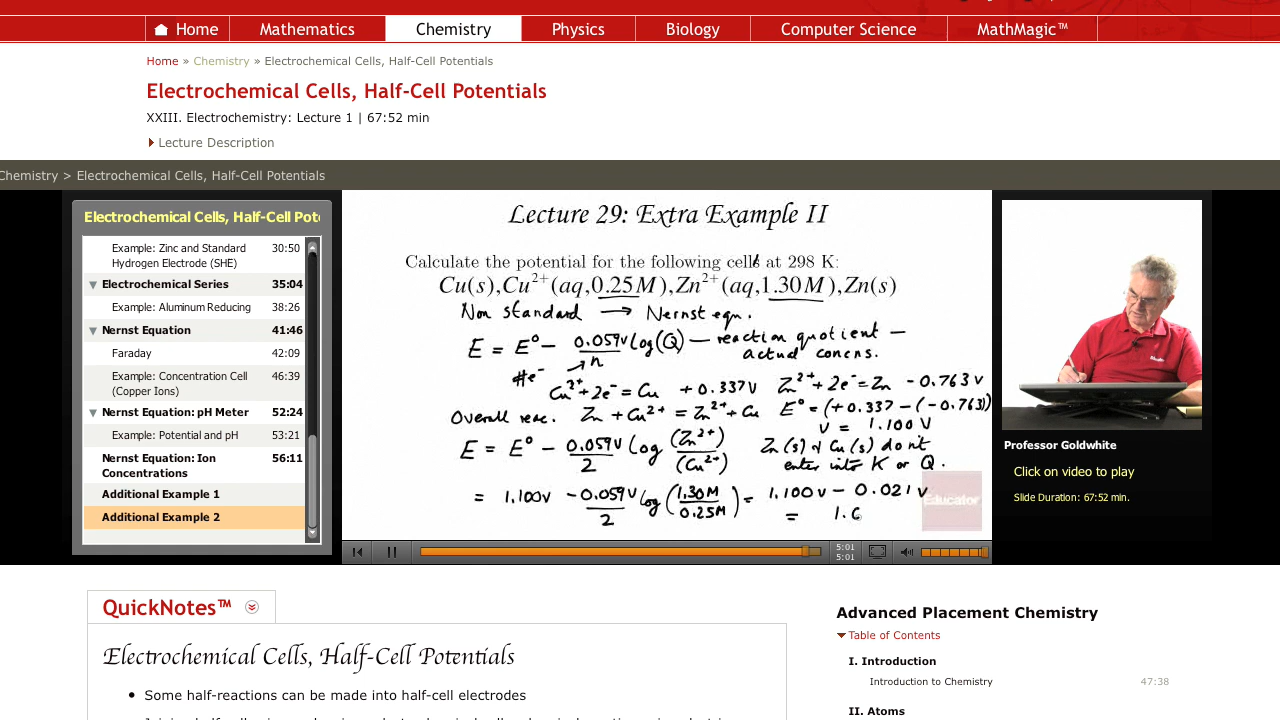 Home Mathematics Chemistry Physics Biology Computer Science MathMagic™
Home » Chemistry » Electrochemical Cells, Half-Cell Potentials
Electrochemical Cells, Half-Cell Potentials
XXIII. Electrochemistry: Lecture 1 | 67:52 min
Lecture Description
Chemistry > Electrochemical Cells, Half-Cell Potentials
Electrochemical Cells, Half-Cell Pot
Example: Zinc and Standard 30:50
Hydrogen Electrode (SHE)
Electrochemical Series 35:04
Example: Aluminum Reducing 38:26
Nernst Equation 41:46
Faraday 42:09
Example: Concentration Cell 46:39
(Copper Ions)
Nernst Equation: pH Meter 52:24
Example: Potential and pH 53:21
Nernst Equation: Ion 56:11
Concentrations
Additional Example 1
Additional Example 2
Lecture 29: Extra Example II
Calculate the potential for the following cells at 298 K:
Cu(s),Cu²⁺(aq,0.25M),Zn²⁺(aq,1.30M),Zn(s)
Non standard → Nernst eqn.
E = E° − 0.059V/n log(Q) — reaction quotient —
actual concns.
#e⁻
Cu²⁺+2e⁻=Cu +0.337V Zn²⁺+2e⁻=Zn -0.763V
Overall reac. Zn+Cu²⁺=Zn²⁺+Cu E°=(+0.337-(-0.763))
V = 1.100V
E = E° − 0.059V/2 log (Zn²⁺)/(Cu²⁺) Zn(s) & Cu(s) don't
enter into K or Q.
= 1.100V −0.059V/2 log(1.30M/0.25M) = 1.100V − 0.021V
= 1.0
Educator
5:01
5:01
Professor Goldwhite
Click on video to play
Slide Duration: 67:52 min.
QuickNotes™
Electrochemical Cells, Half-Cell Potentials
• Some half-reactions can be made into half-cell electrodes
Advanced Placement Chemistry
Table of Contents
I. Introduction
Introduction to Chemistry 47:38
II. Atoms